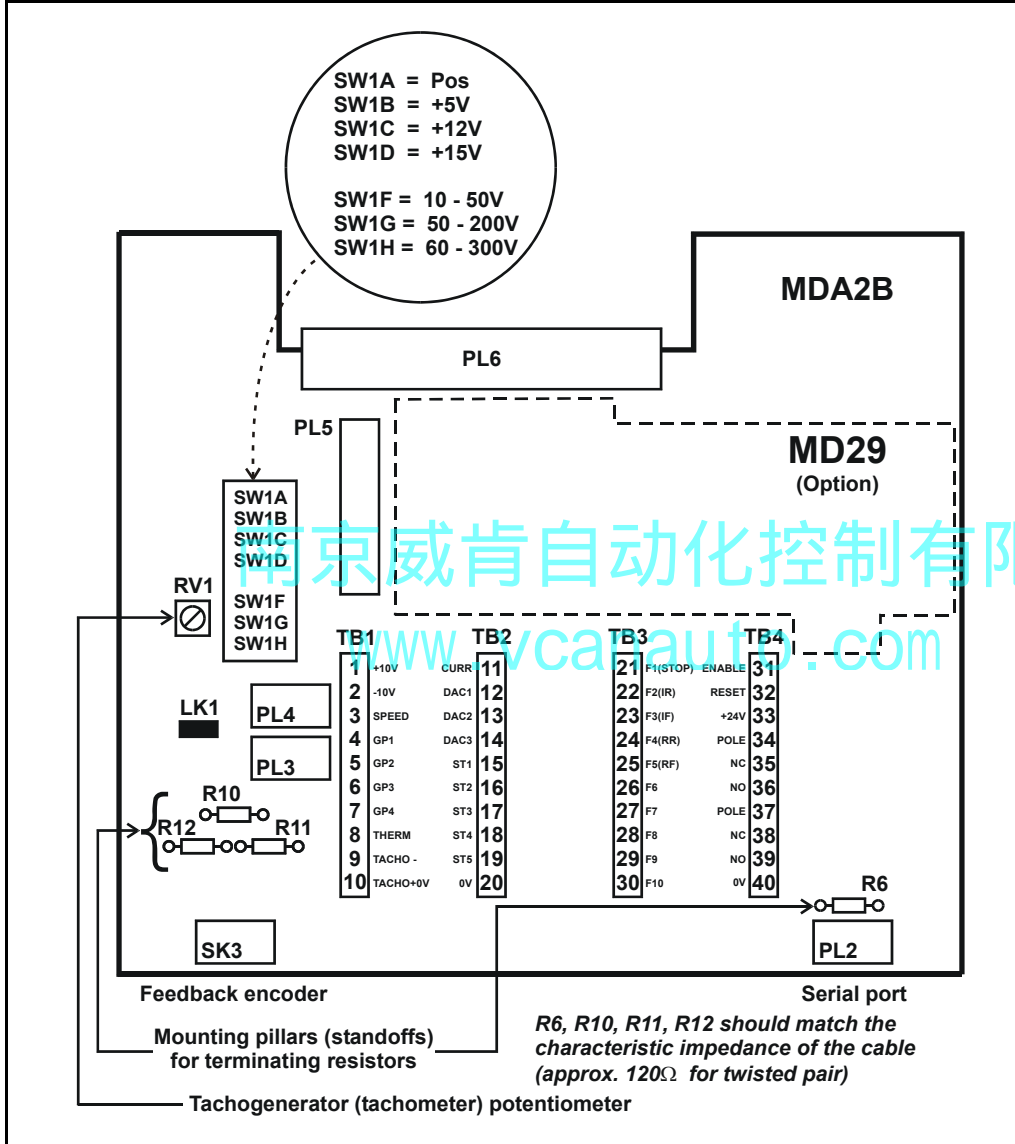 SW1A = Pos
SW1B = +5V
SW1C = +12V
SW1D = +15V
SW1F = 10 - 50V
SW1G = 50 - 200V
SW1H = 60 - 300V
MDA2B
PL6
PL5
MD29
(Option)
SW1A
SW1B
SW1C
SW1D
SW1F
SW1G
SW1H
南京威肯自动化控制有限
www.vcanauto.com
RV1
LK1
PL4
PL3
R10
R12
R11
SK3
TB1
1 +10V
2 -10V
3 SPEED
4 GP1
5 GP2
6 GP3
7 GP4
8 THERM
9 TACHO -
10 TACHO+0V
TB2
CURR 11
DAC1 12
DAC2 13
DAC3 14
ST1 15
ST2 16
ST3 17
ST4 18
ST5 19
0V 20
TB3
21 F1(STOP)
22 F2(IR)
23 F3(IF)
24 F4(RR)
25 F5(RF)
26 F6
27 F7
28 F8
29 F9
30 F10
TB4
ENABLE 31
RESET 32
+24V 33
POLE 34
NC 35
NO 36
POLE 37
NC 38
NO 39
0V 40
R6
PL2
Feedback encoder
Serial port
Mounting pillars (standoffs)
for terminating resistors
R6, R10, R11, R12 should match the
characteristic impedance of the cable
(approx. 120Ω for twisted pair)
Tachogenerator (tachometer) potentiometer